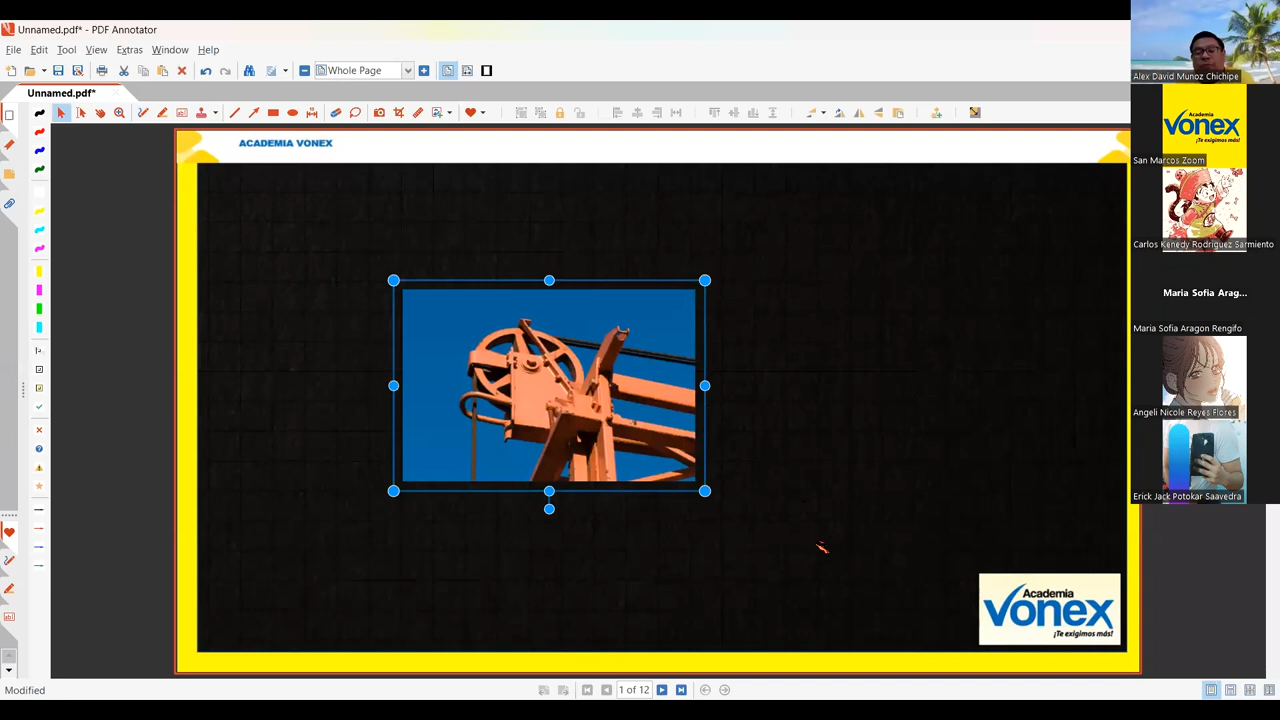 Unnamed.pdf* - PDF Annotator
File Edit Tool View Extras Window Help
Whole Page
Unnamed.pdf*
ACADEMIA VONEX
Academia
vonex
¡Te exigimos más!
Modified
1 of 12
Alex David Munoz Chichipe
Academia
vonex
¡Te exigimos más!
San Marcos Zoom
Carlos Kenedy Rodriguez Sarmiento
Maria Sofia Arag...
Maria Sofia Aragon Rengifo
Angeli Nicole Reyes Flores
Erick Jack Potokar Saavedra